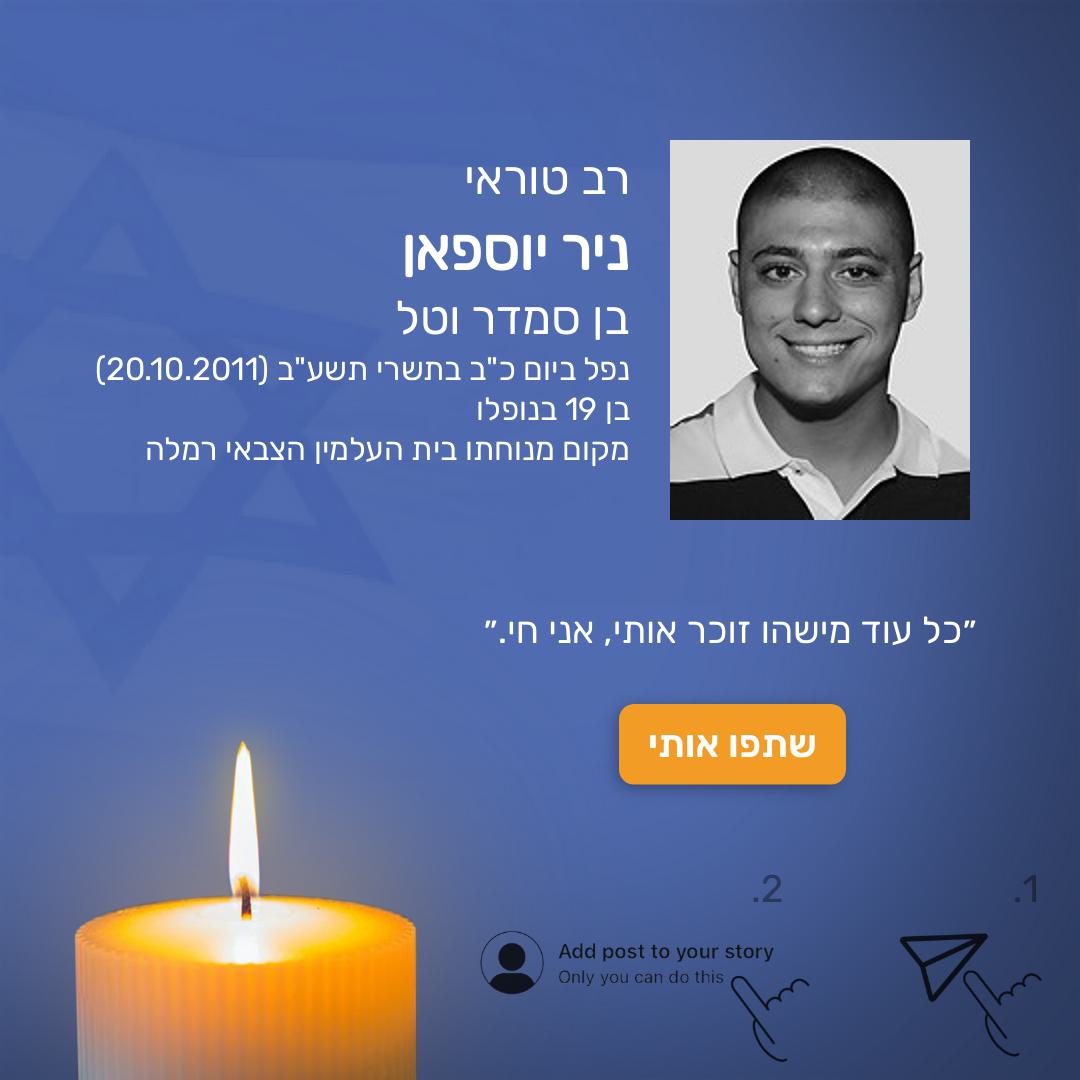 רב טוראי
ניר יוספאן
בן סמדר וטל
נפל ביום כ"ב בתשרי תשע"ב (20.10.2011)
בן 19 בנופלו
מקום מנוחתו בית העלמין הצבאי רמלה
״כל עוד מישהו זוכר אותי, אני חי.״
שתפו אותי
1.
2.
Add post to your story
Only you can do this